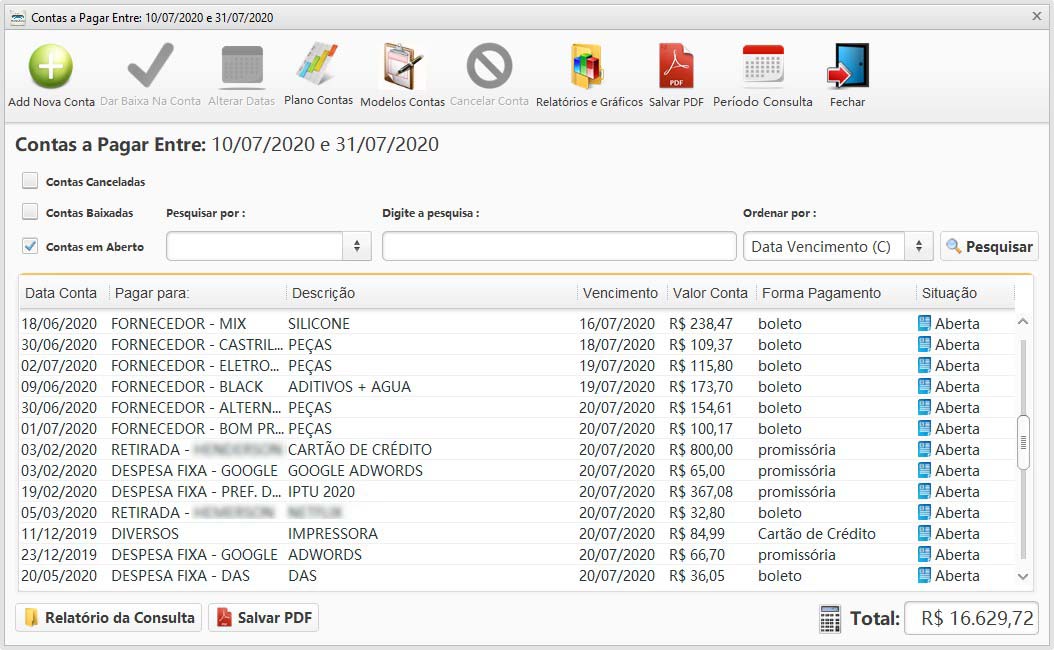 Contas a Pagar Entre: 10/07/2020 e 31/07/2020
Add Nova Conta Dar Baixa Na Conta Alterar Datas Plano Contas Modelos Contas Cancelar Conta Relatórios e Gráficos PDF Salvar PDF Período Consulta Fechar
Contas a Pagar Entre: 10/07/2020 e 31/07/2020
Contas Canceladas
Contas Baixadas Pesquisar por : Digite a pesquisa : Ordenar por :
Contas em Aberto Data Vencimento (C) Pesquisar
Data Conta Pagar para: Descrição Vencimento Valor Conta Forma Pagamento Situação
18/06/2020 FORNECEDOR - MIX SILICONE 16/07/2020 R$ 238,47 boleto Aberta
30/06/2020 FORNECEDOR - CASTRIL... PEÇAS 18/07/2020 R$ 109,37 boleto Aberta
02/07/2020 FORNECEDOR - ELETRO... PEÇAS 19/07/2020 R$ 115,80 boleto Aberta
09/06/2020 FORNECEDOR - BLACK ADITIVOS + AGUA 19/07/2020 R$ 173,70 boleto Aberta
30/06/2020 FORNECEDOR - ALTERN... PEÇAS 20/07/2020 R$ 154,61 boleto Aberta
01/07/2020 FORNECEDOR - BOM PR... PEÇAS 20/07/2020 R$ 100,17 boleto Aberta
03/02/2020 RETIRADA - CARTÃO DE CRÉDITO 20/07/2020 R$ 800,00 promissória Aberta
03/02/2020 DESPESA FIXA - GOOGLE GOOGLE ADWORDS 20/07/2020 R$ 65,00 promissória Aberta
19/02/2020 DESPESA FIXA - PREF. D... IPTU 2020 20/07/2020 R$ 367,08 promissória Aberta
05/03/2020 RETIRADA - 20/07/2020 R$ 32,80 boleto Aberta
11/12/2019 DIVERSOS IMPRESSORA 20/07/2020 R$ 84,99 Cartão de Crédito Aberta
23/12/2019 DESPESA FIXA - GOOGLE ADWORDS 20/07/2020 R$ 66,70 promissória Aberta
20/05/2020 DESPESA FIXA - DAS DAS 20/07/2020 R$ 36,05 boleto Aberta
Relatório da Consulta Salvar PDF Total: R$ 16.629,72